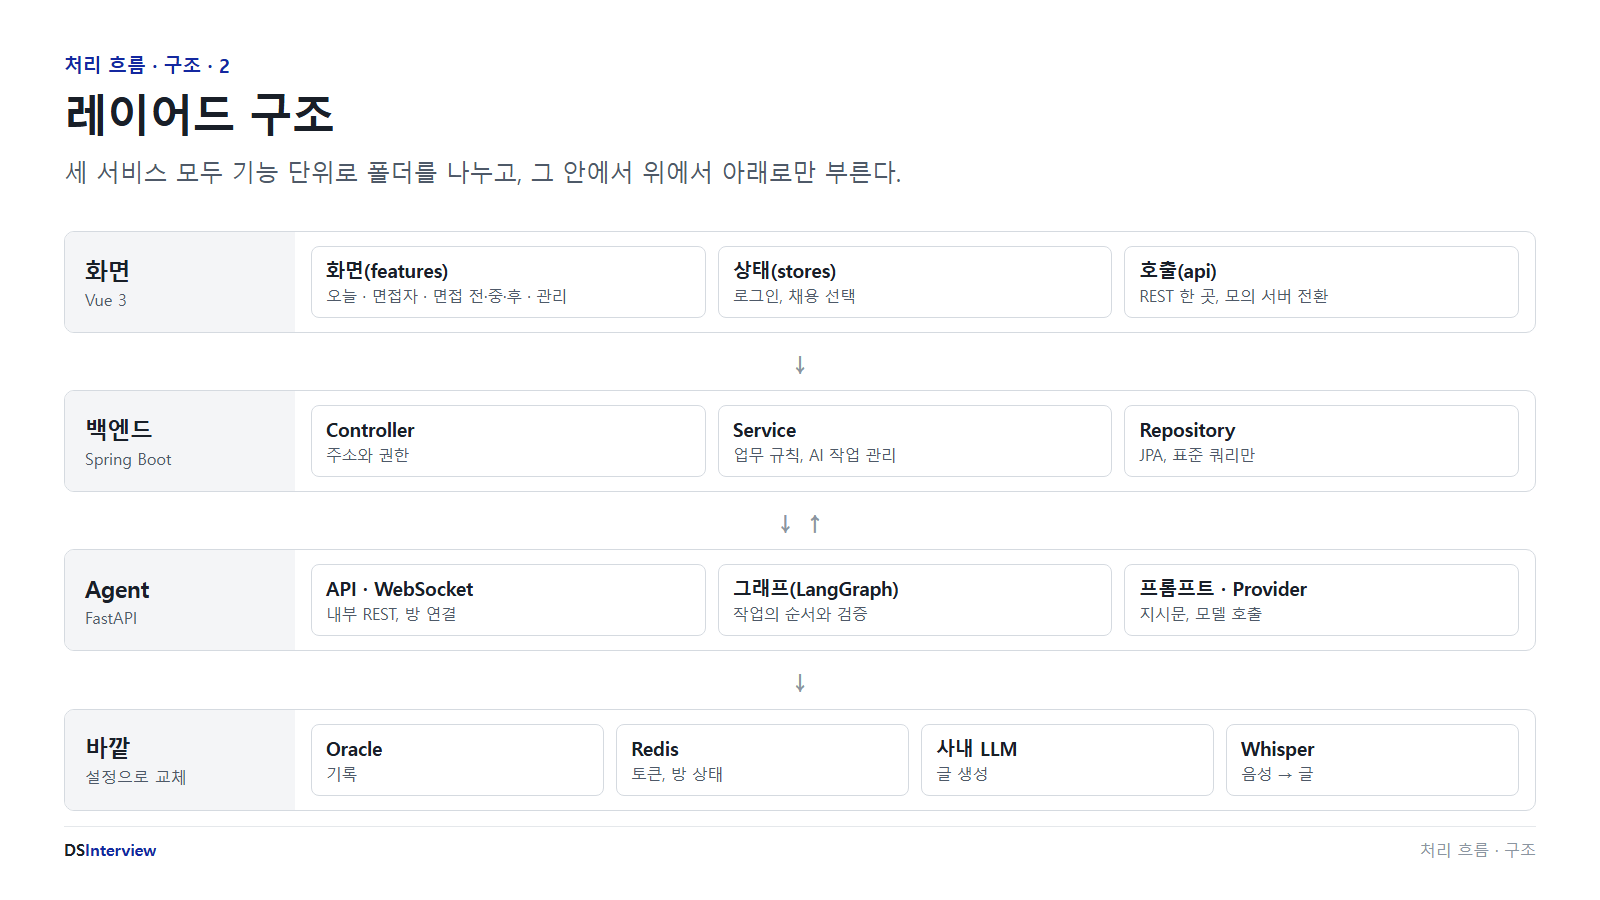 처리 흐름 · 구조 · 2
레이어드 구조
세 서비스 모두 기능 단위로 폴더를 나누고, 그 안에서 위에서 아래로만 부른다.
화면
Vue 3
화면(features)
오늘 · 면접자 · 면접 전·중·후 · 관리
상태(stores)
로그인, 채용 선택
호출(api)
REST 한 곳, 모의 서버 전환
↓
백엔드
Spring Boot
Controller
주소와 권한
Service
업무 규칙, AI 작업 관리
Repository
JPA, 표준 쿼리만
↓ ↑
Agent
FastAPI
API · WebSocket
내부 REST, 방 연결
그래프(LangGraph)
작업의 순서와 검증
프롬프트 · Provider
지시문, 모델 호출
↓
바깥
설정으로 교체
Oracle
기록
Redis
토큰, 방 상태
사내 LLM
글 생성
Whisper
음성 → 글
DSInterview
처리 흐름 · 구조